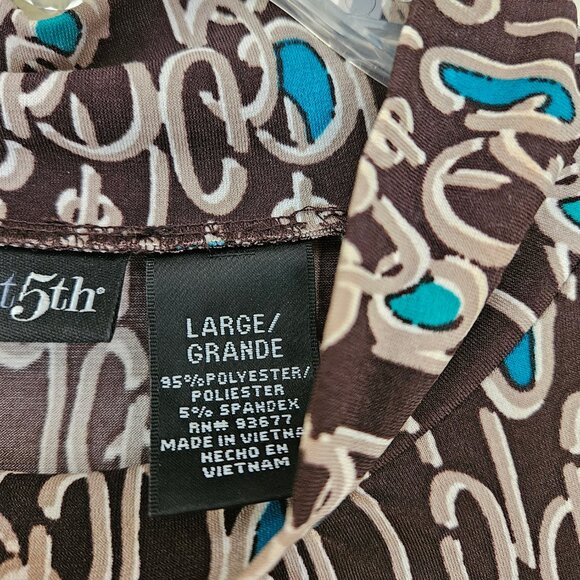 t5th®
LARGE/
GRANDE
95% POLYESTER/
POLIESTER
5% SPANDEX
RN# 93677
MADE IN VIETNA
HECHO EN
VIETNAM